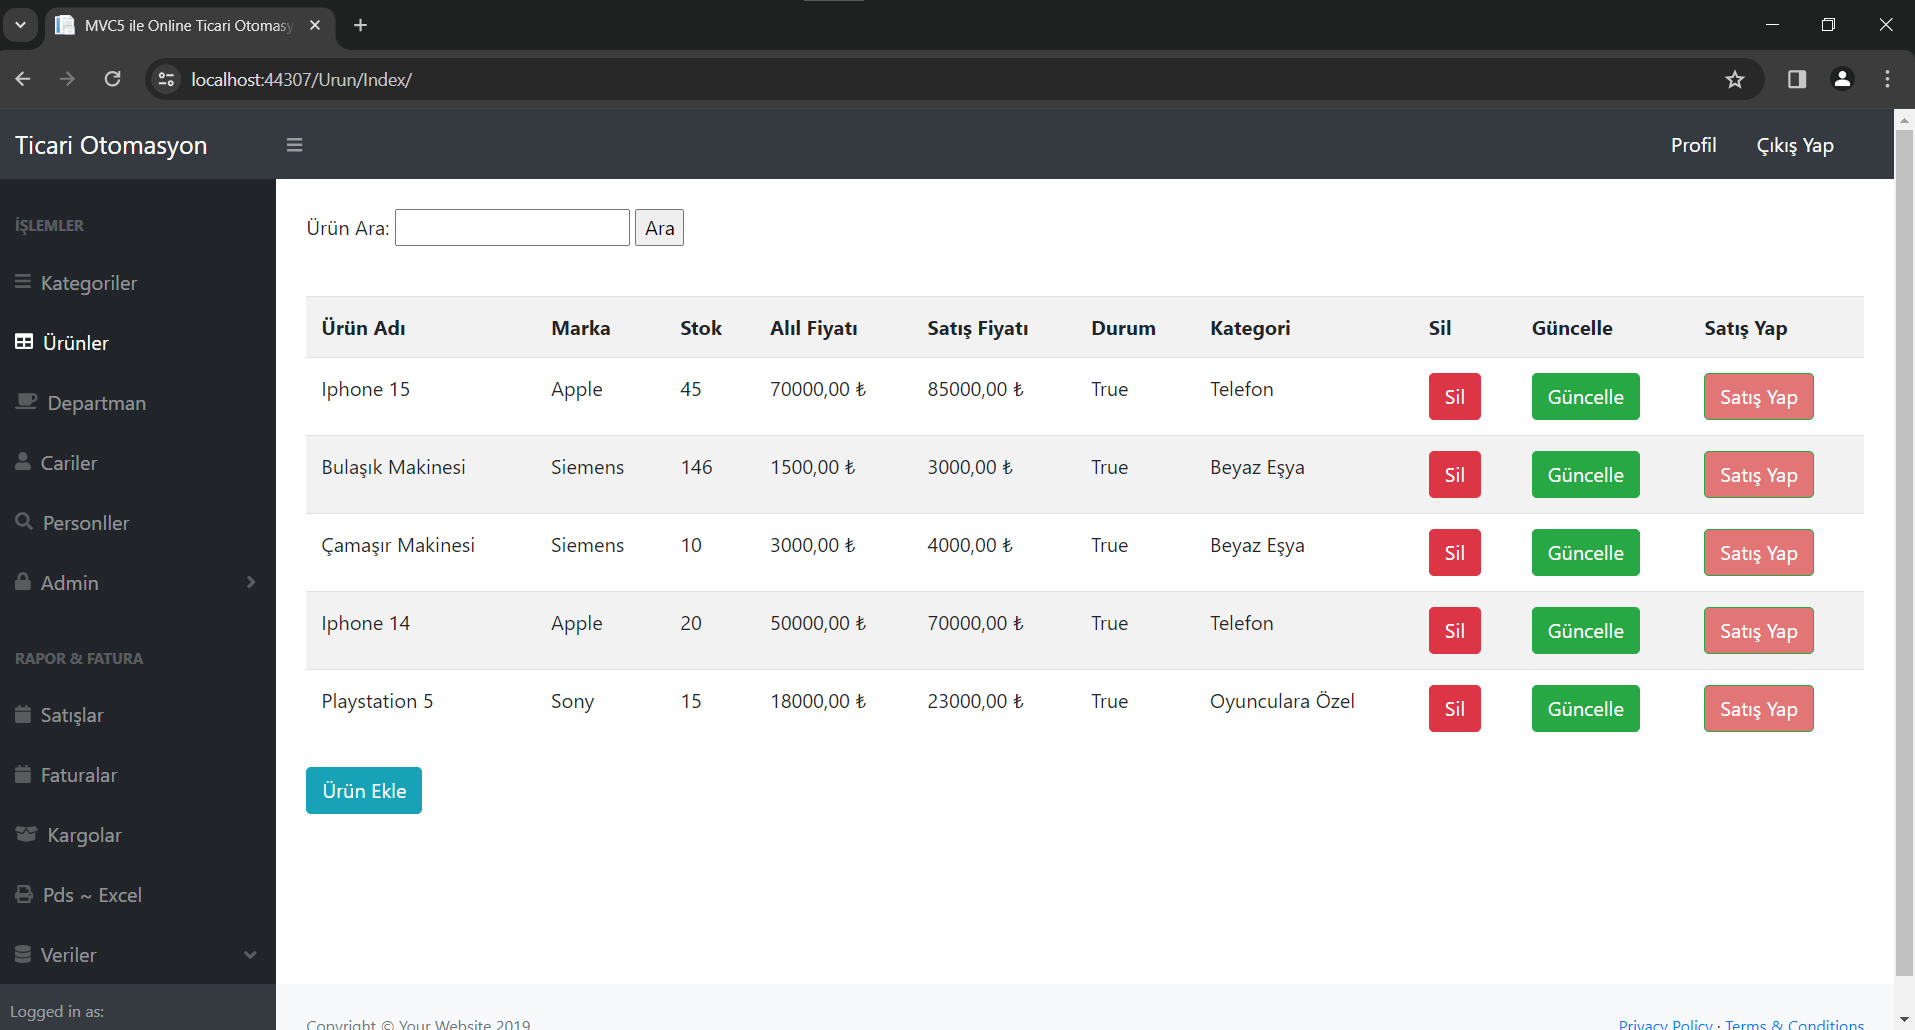 MVC5 ile Online Ticari Otomasy
localhost:44307/Urun/Index/
Ticari Otomasyon
Profil
Çıkış Yap
İŞLEMLER
Kategoriler
Ürünler
Departman
Cariler
Personller
Admin
RAPOR & FATURA
Satışlar
Faturalar
Kargolar
Pds ~ Excel
Veriler
Logged in as:
Ürün Ara: Ara
Ürün Adı Marka Stok Alıl Fiyatı Satış Fiyatı Durum Kategori Sil Güncelle Satış Yap
Iphone 15 Apple 45 70000,00 ₺ 85000,00 ₺ True Telefon Sil Güncelle Satış Yap
Bulaşık Makinesi Siemens 146 1500,00 ₺ 3000,00 ₺ True Beyaz Eşya Sil Güncelle Satış Yap
Çamaşır Makinesi Siemens 10 3000,00 ₺ 4000,00 ₺ True Beyaz Eşya Sil Güncelle Satış Yap
Iphone 14 Apple 20 50000,00 ₺ 70000,00 ₺ True Telefon Sil Güncelle Satış Yap
Playstation 5 Sony 15 18000,00 ₺ 23000,00 ₺ True Oyunculara Özel Sil Güncelle Satış Yap
Ürün Ekle
Copyright © Your Website 2019
Privacy Policy · Terms & Conditions